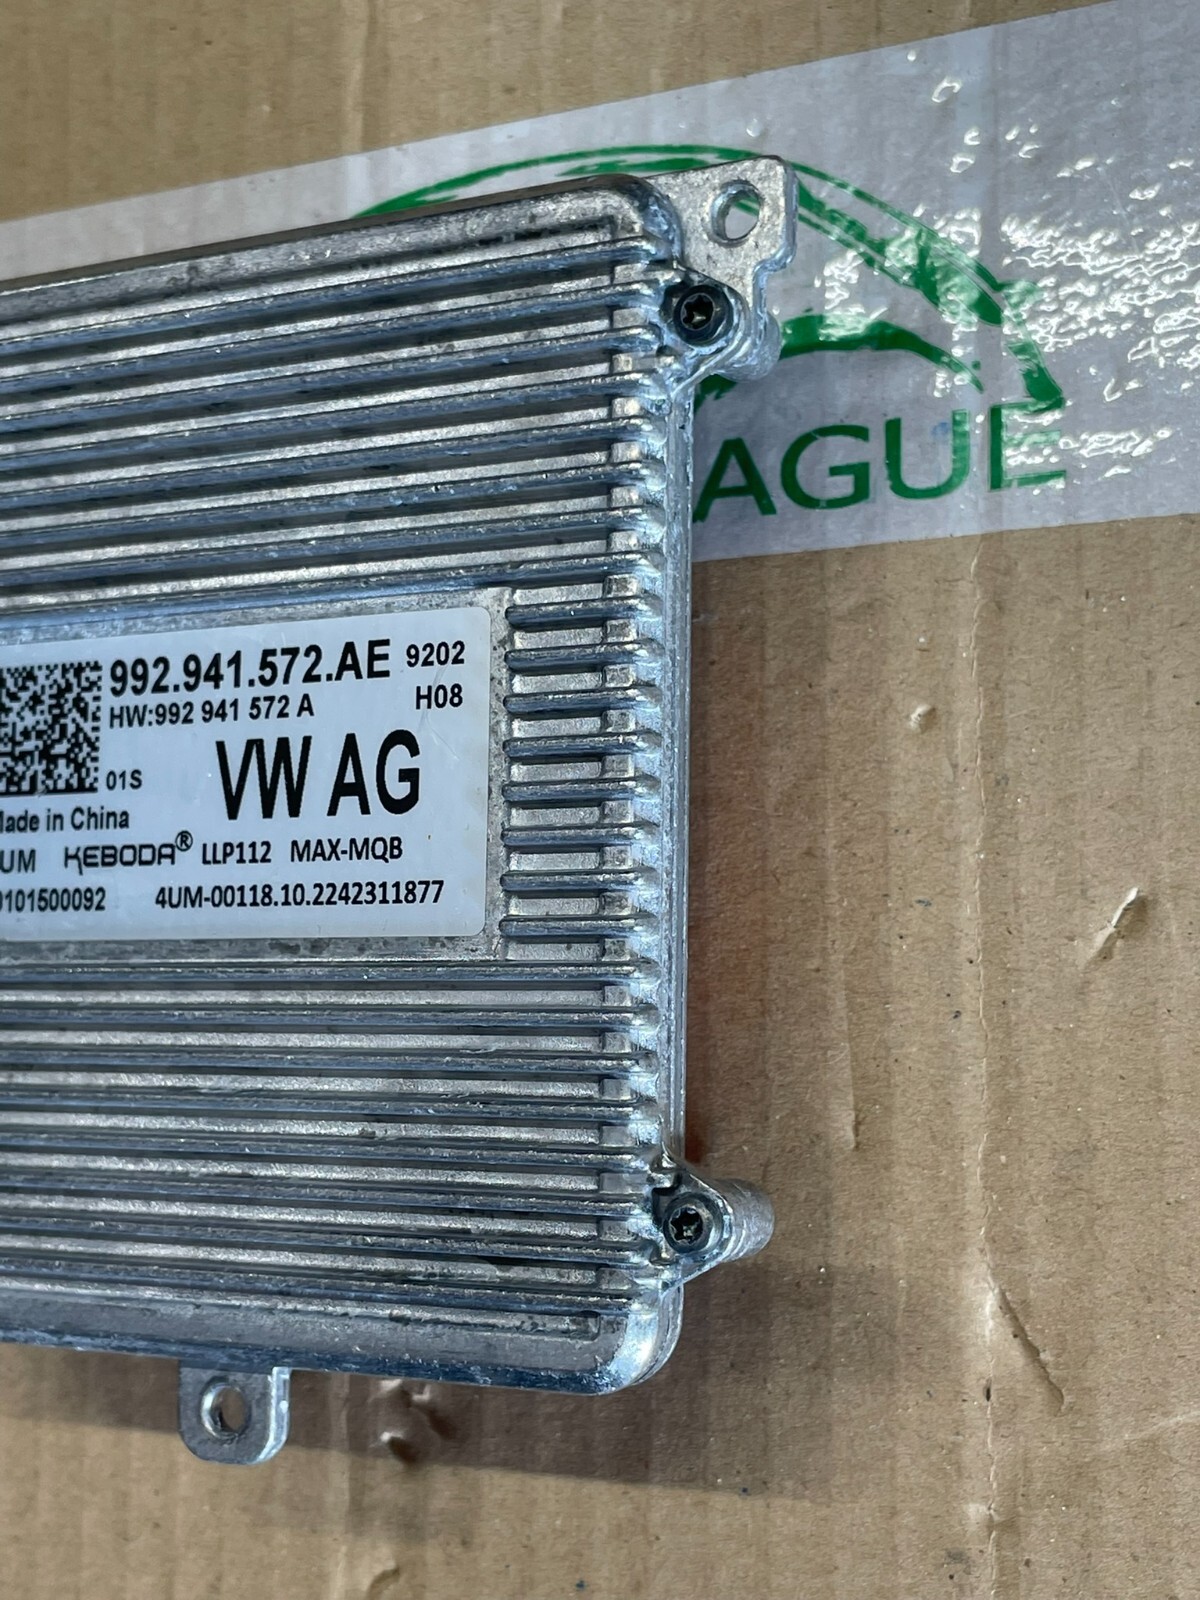 AGUE
992.941.572.AE 9202
HW:992 941 572 A H08
VW AG
01S
Made in China
UM KEBODA® LLP112 MAX-MQB
0101500092 4UM-00118.10.2242311877